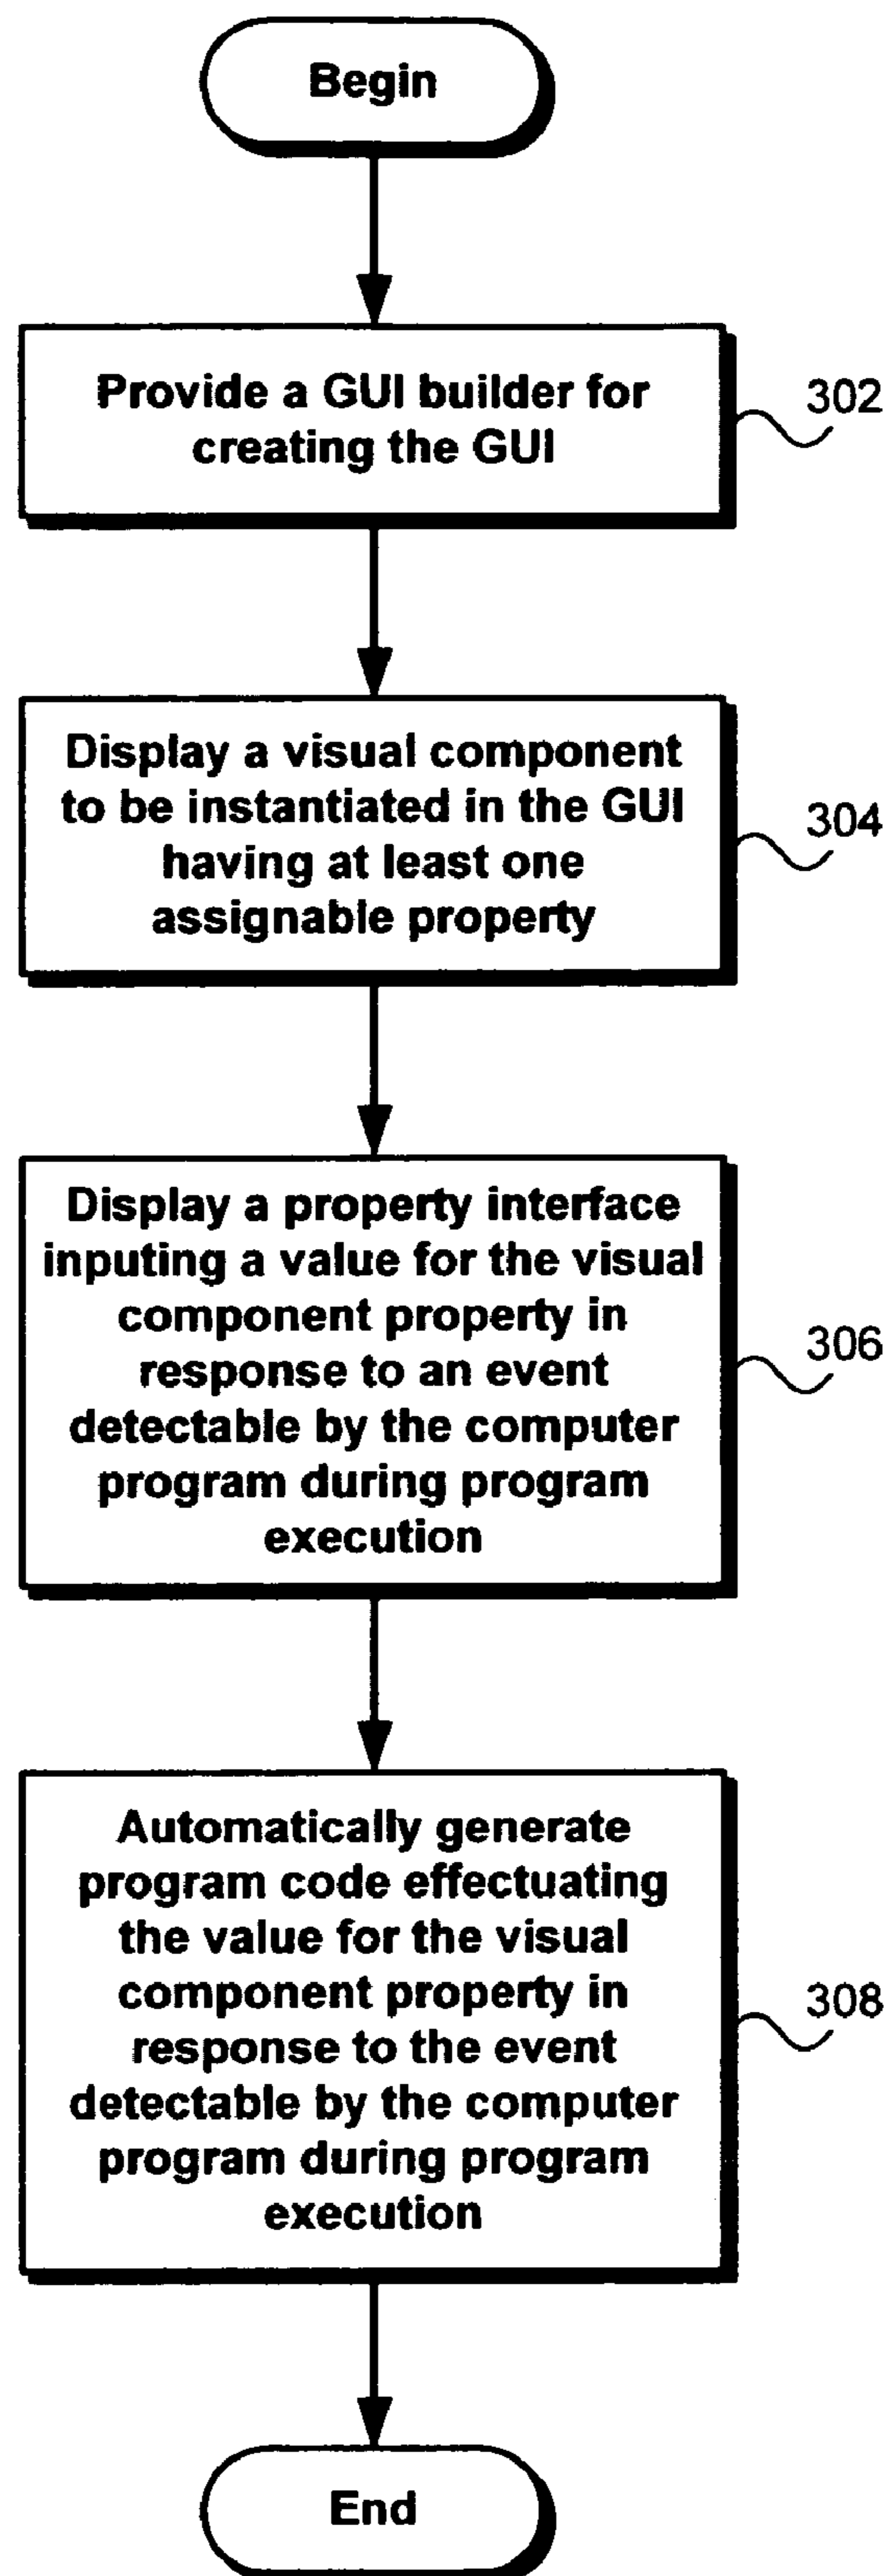 Begin
Provide a GUI builder for
creating the GUI
302
Display a visual component
to be instantiated in the GUI
having at least one
assignable property
304
Display a property interface
inputing a value for the visual
component property in
response to an event
detectable by the computer
program during program
execution
306
Automatically generate
program code effectuating
the value for the visual
component property in
response to the event
detectable by the computer
program during program
execution
308
End